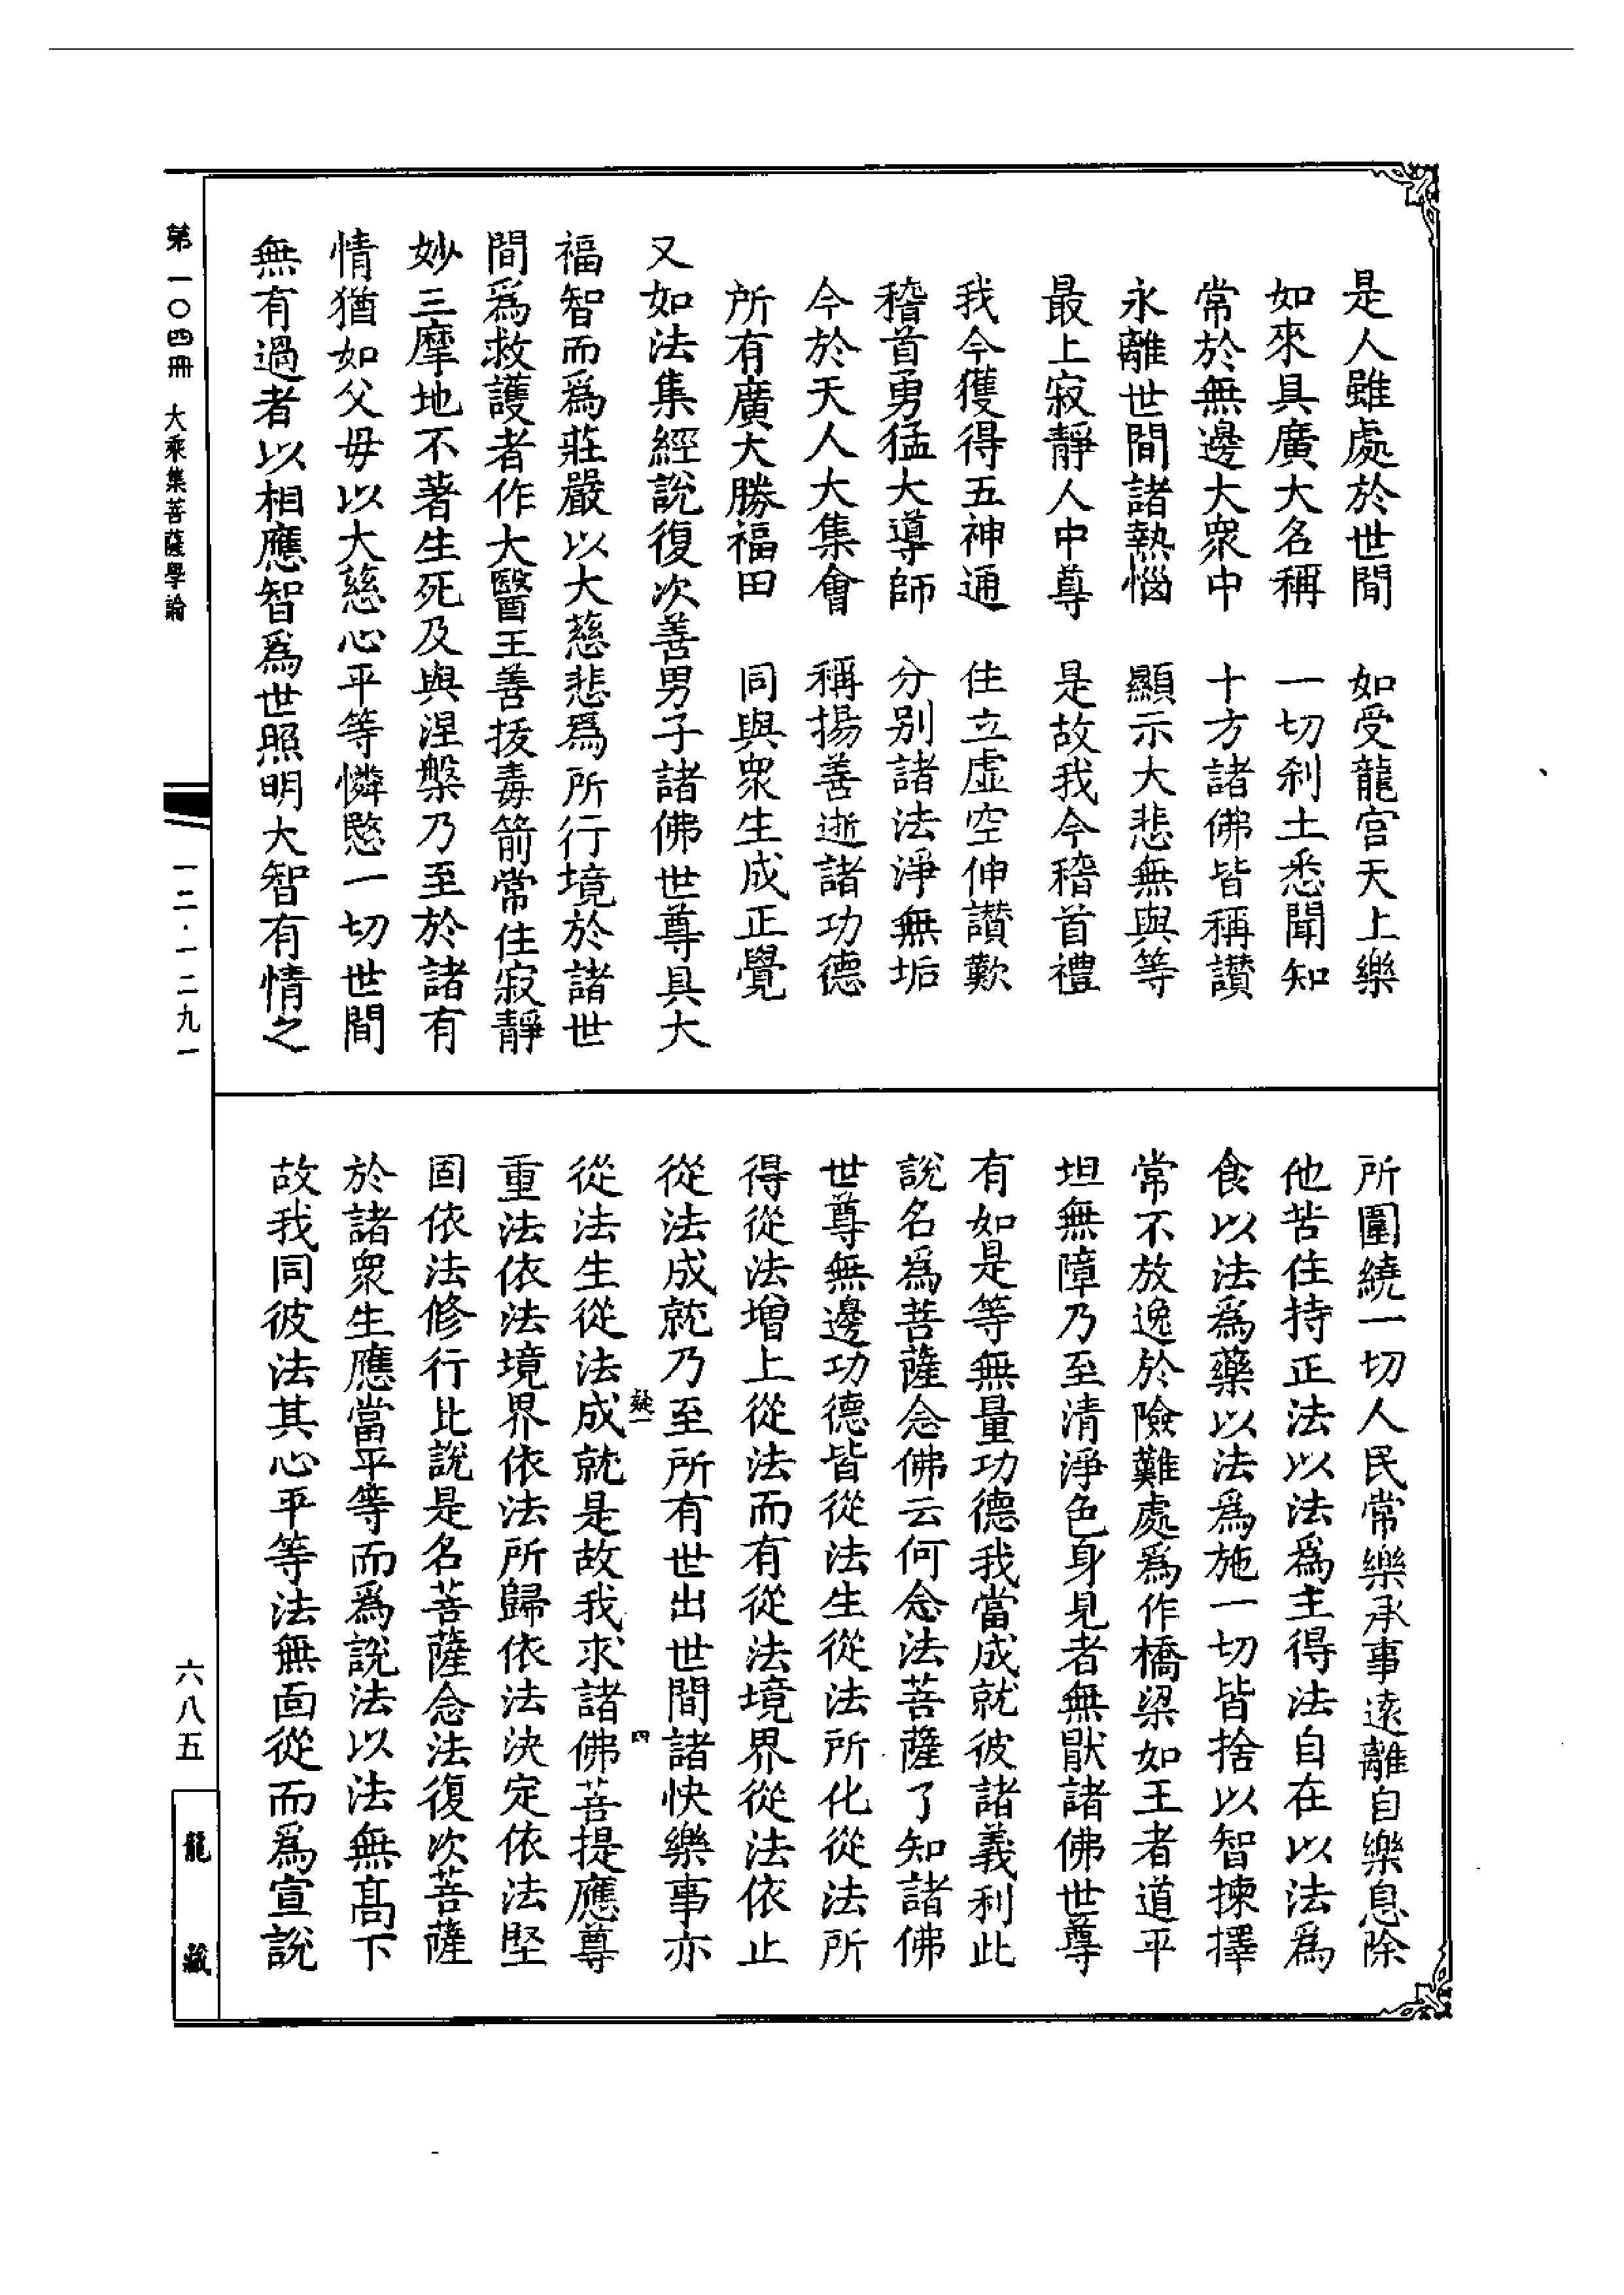 是人雖處於世間　如受龍宮天上樂
如來具廣大名稱　一切刹土悉聞知
常於無邊大衆中　十方諸佛皆稱讃
永離世間諸熱惱　顯示大悲無與等
最上寂靜人中尊　是故我今稽首禮
我今獲得五神通　住立虛空伸讃歎
稽首勇猛大導師　分別諸法淨無垢
今於天人大集會　稱揚善逝諸功德
所有廣大勝福田　同與衆生成正覺
又如法集經說復次善男子諸佛世尊具大
福智而爲莊嚴以大慈悲爲所行境於諸世
間爲救護者作大醫王善拔毒箭常住寂靜
妙三摩地不著生死及與涅槃乃至於諸有
情猶如父母以大慈心平等憐愍一切世間
無有過者以相應智爲世照明大智有情之
所圍繞一切人民常樂承事遠離自樂息除
他苦住持正法以法爲主得法自在以法爲
食以法爲藥以法爲施一切皆捨以智揀擇
常不放逸於險難處爲作橋梁如王者道平
坦無障乃至清淨色身見者無猒諸佛世尊
有如是等無量功德我當成就彼諸義利此
說名爲菩薩念佛云何念法菩薩了知諸佛
世尊無邊功德皆從法生從法所化從法所
得從法增上從法而有從法境界從法依止
從法成就乃至所有世出世間諸快樂事亦
從法生從法成就是故我求諸佛菩提應尊
重法依法境界依法所歸依法決定依法堅
固依法修行此說是名菩薩念法復次菩薩
於諸衆生應當平等而爲說法以法無高下
故我同彼法其心平等法無面從而爲宣說
疑一
四
第一〇四冊　大乘集菩薩學論
一二·一二九一
六八五
龍藏